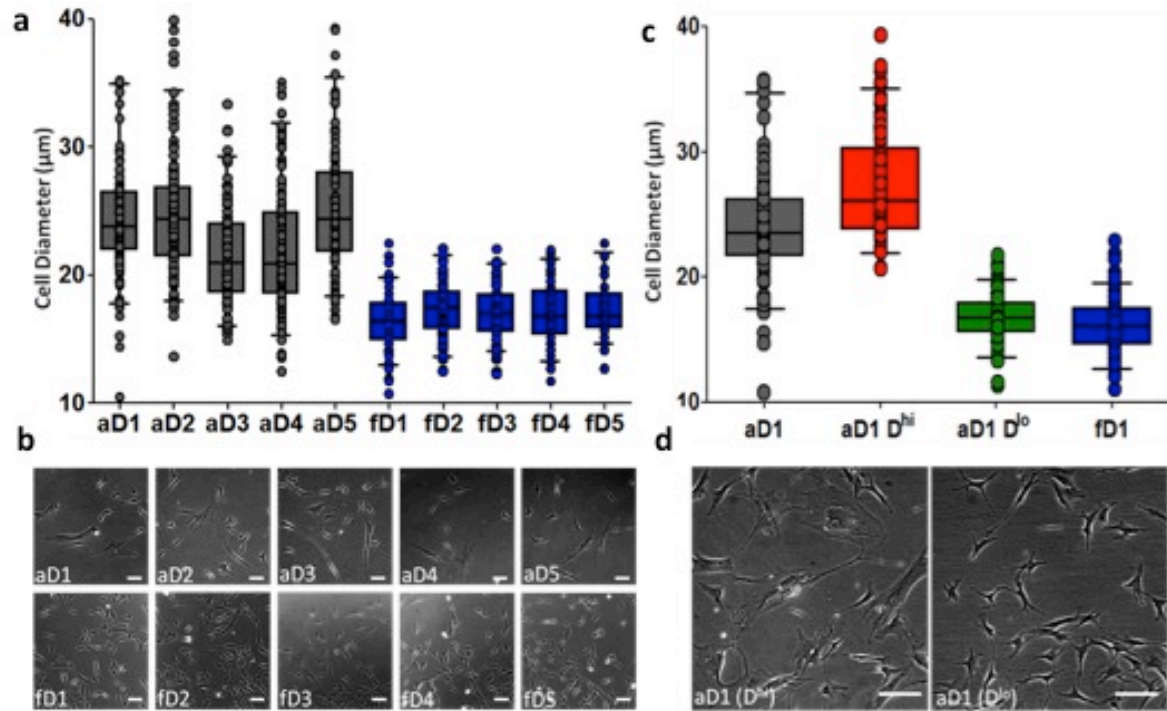 a
40
30
20
10
Cell Diameter (µm)
aD1 aD2 aD3 aD4 aD5 fD1 fD2 fD3 fD4 fD5
b
aD1 aD2 aD3 aD4 aD5
fD1 fD2 fD3 fD4 fD5
c
40
30
20
10
Cell Diameter (µm)
aD1 aD1 D^hi aD1 D^lo fD1
d
aD1 (D^hi) aD1 (D^lo)